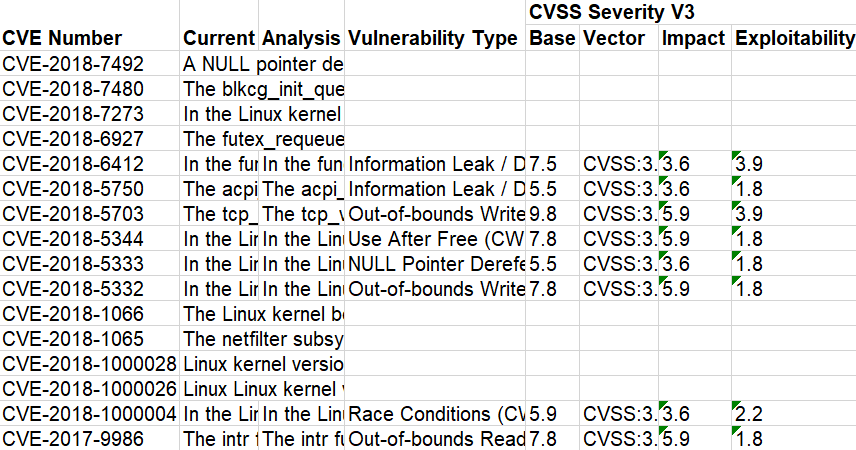 CVSS Severity V3
CVE Number Current Analysis Vulnerability Type Base Vector Impact Exploitability
CVE-2018-7492 A NULL pointer de
CVE-2018-7480 The blkcg_init_que
CVE-2018-7273 In the Linux kernel
CVE-2018-6927 The futex_requeue
CVE-2018-6412 In the fun In the fun Information Leak / D 7.5 CVSS:3. 3.6 3.9
CVE-2018-5750 The acpi The acpi_ Information Leak / D 5.5 CVSS:3. 3.6 1.8
CVE-2018-5703 The tcp_ The tcp_v Out-of-bounds Write 9.8 CVSS:3. 5.9 3.9
CVE-2018-5344 In the Lin In the Linu Use After Free (CW 7.8 CVSS:3. 5.9 1.8
CVE-2018-5333 In the Lin In the Linu NULL Pointer Derefe 5.5 CVSS:3. 3.6 1.8
CVE-2018-5332 In the Lin In the Linu Out-of-bounds Write 7.8 CVSS:3. 5.9 1.8
CVE-2018-1066 The Linux kernel be
CVE-2018-1065 The netfilter subsy
CVE-2018-1000028 Linux kernel versio
CVE-2018-1000026 Linux Linux kernel v
CVE-2018-1000004 In the Lin In the Linu Race Conditions (CW 5.9 CVSS:3. 3.6 2.2
CVE-2017-9986 The intr f The intr fu Out-of-bounds Read 7.8 CVSS:3. 5.9 1.8